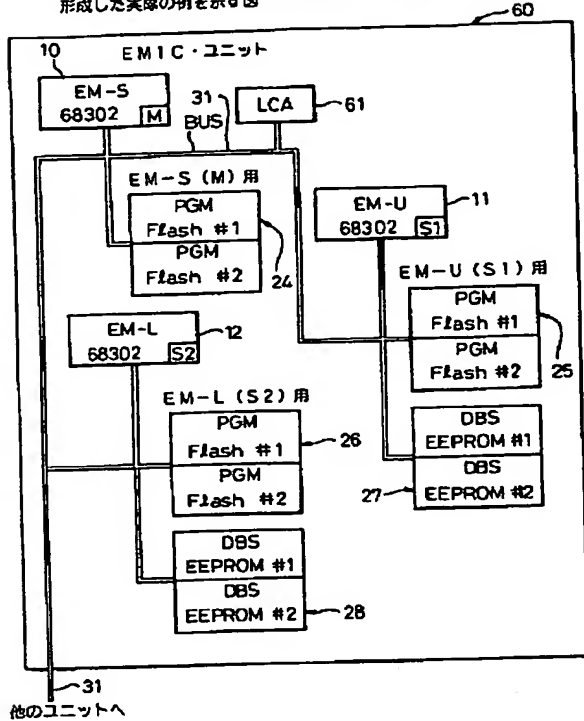 形成した実際の例を示す図
60
10
EM1C・ユニット
EM-S
68302 M
31
BUS
LCA
61
EM-S(M)用
PGM
Flash #1
PGM
Flash #2
24
EM-U
68302 S1
11
EM-U(S1)用
PGM
Flash #1
PGM
Flash #2
25
EM-L
68302 S2
12
EM-L(S2)用
PGM
Flash #1
PGM
Flash #2
26
DBS
EEPROM #1
DBS
EEPROM #2
27
DBS
EEPROM #1
DBS
EEPROM #2
28
31
他のユニットへ